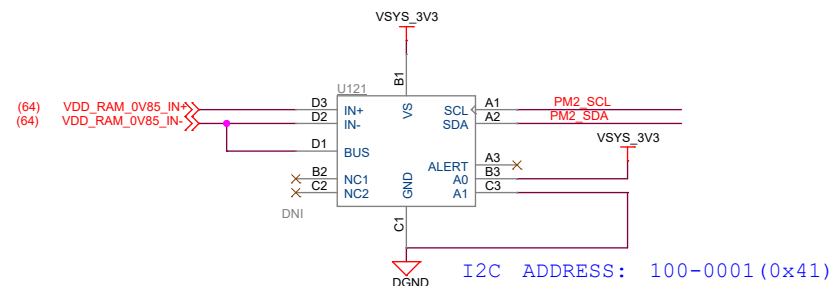 VSYS_3V3
U121
B1
(64) VDD_RAM_0V85_IN+ D3 IN+ VS SCL A1 PM2_SCL
(64) VDD_RAM_0V85_IN- D2 IN- SDA A2 PM2_SDA
VSYS_3V3
D1 BUS
ALERT A3
B2 NC1 A0 B3
C2 NC2 GND A1 C3
DNI
C1
DGND
I2C ADDRESS: 100-0001(0x41)